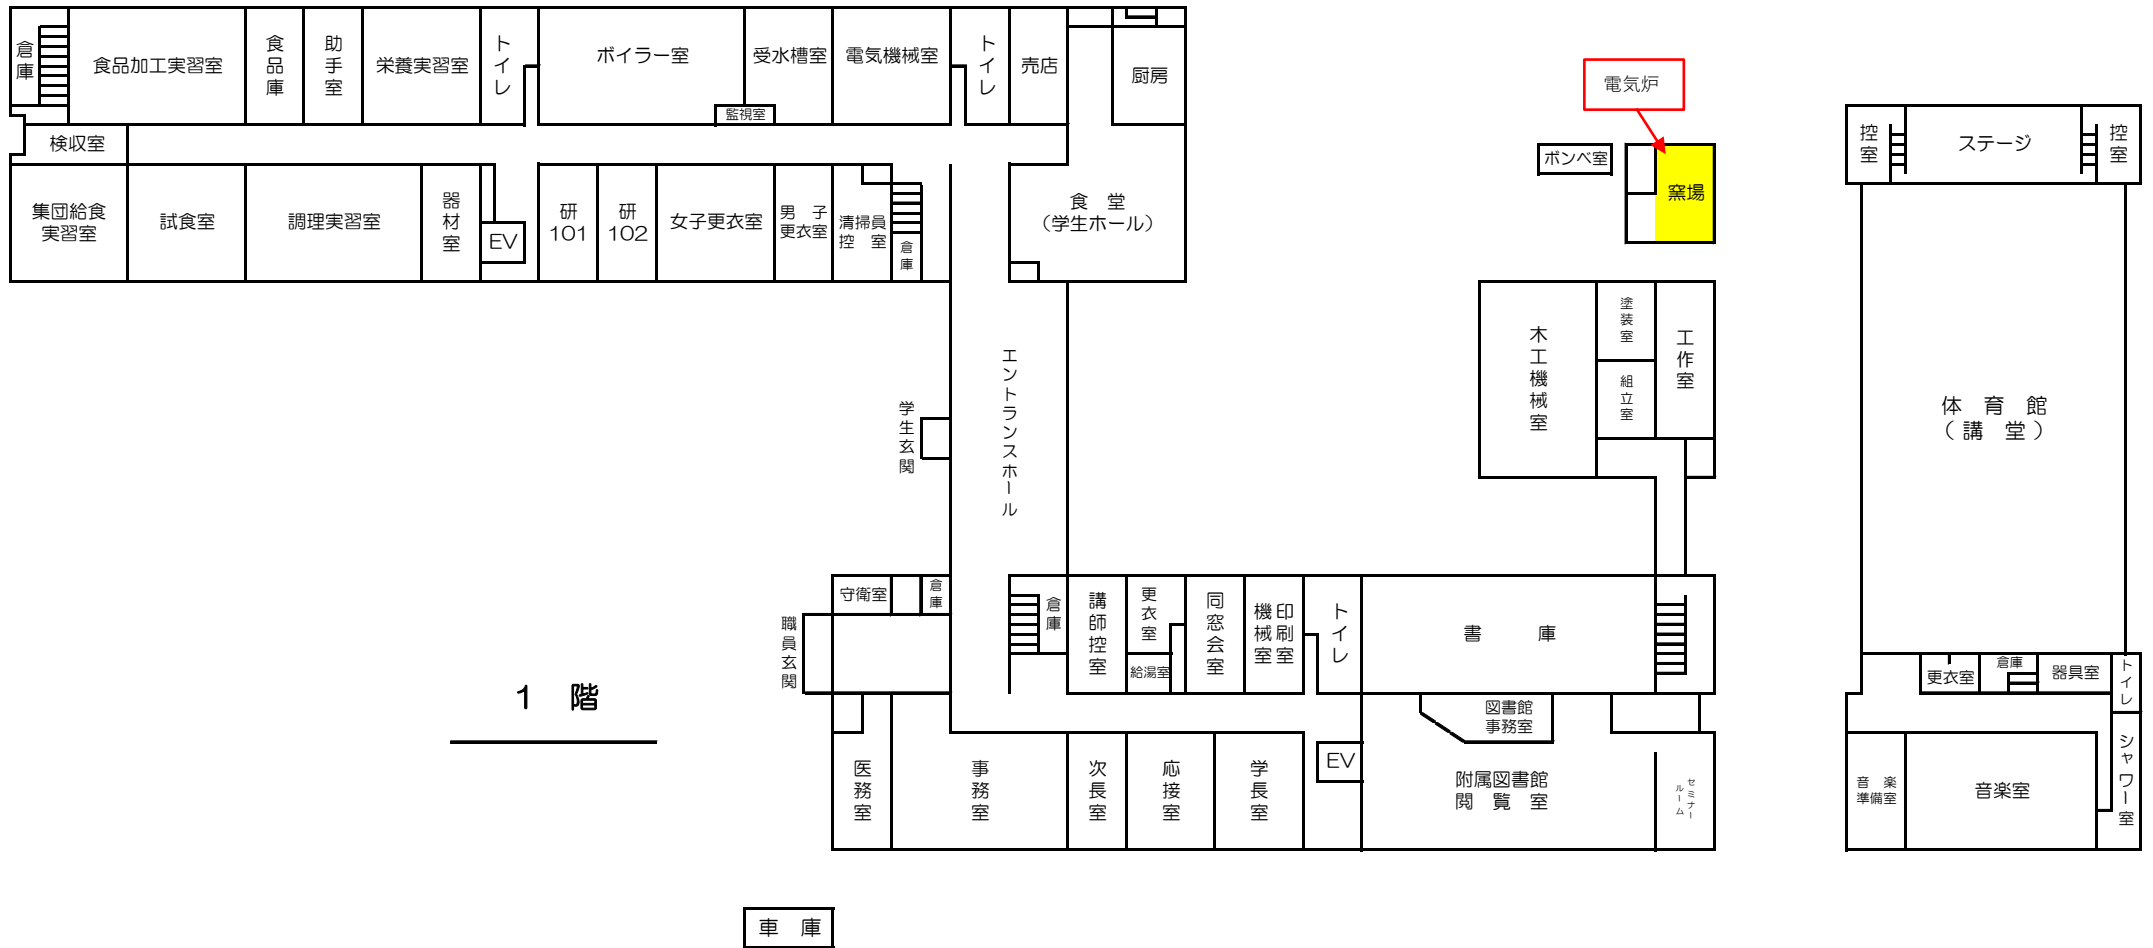 倉庫
食品加工実習室
食品庫
助手室
栄養実習室
トイレ
ボイラー室
受水槽室
電気機械室
トイレ
売店
厨房
監視室
検収室
集団給食
実習室
試食室
調理実習室
器材室
EV
研
101
研
102
女子更衣室
男 子
更衣室
清掃員
控 室
倉庫
食 堂
(学生ホール)
電気炉
ボンベ室
窯場
控室
ステージ
控室
木工機械室
塗装室
組立室
工作室
エントランスホール
学生玄関
体 育 館
(講 堂)
守衛室
倉庫
職員玄関
倉庫
講師控室
更衣室
給湯室
同窓会室
印刷
機械室
トイレ
書 庫
図書館
事務室
更衣室
倉庫
器具室
トイレ
1 階
医務室
事務室
次長室
応接室
学長室
EV
附属図書館
閲 覧 室
セミナー
ルーム
音 楽
準備室
音楽室
シャワー室
車 庫